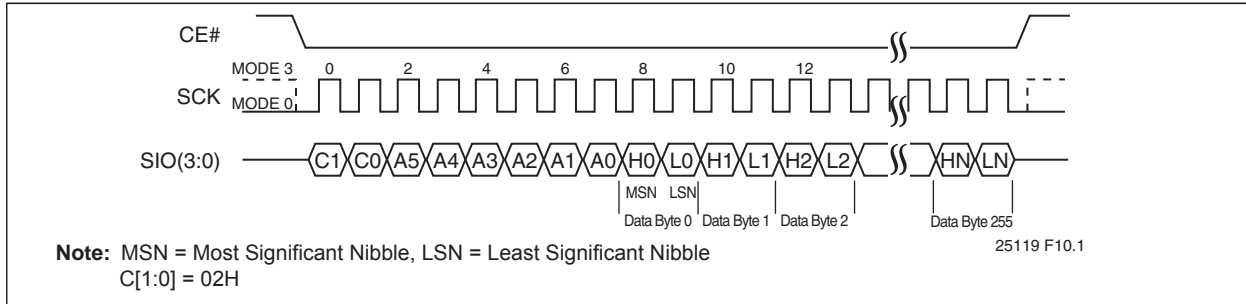 CE#
MODE 3 0 2 4 6 8 10 12
SCK MODE 0
SIO(3:0) C1 C0 A5 A4 A3 A2 A1 A0 H0 L0 H1 L1 H2 L2 HN LN
MSN LSN
Data Byte 0 Data Byte 1 Data Byte 2 Data Byte 255
25119 F10.1
Note: MSN = Most Significant Nibble, LSN = Least Significant Nibble
C[1:0] = 02H